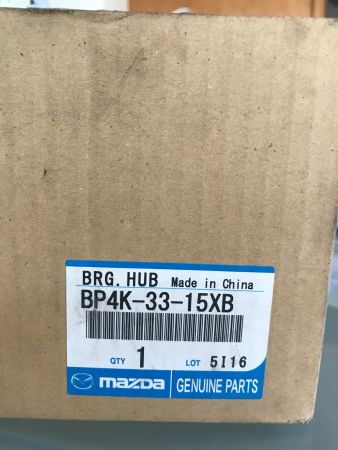 BRG.HUB Made in China
BP4K-33-15XB
QTY 1 LOT 5I16
mazda GENUINE PARTS